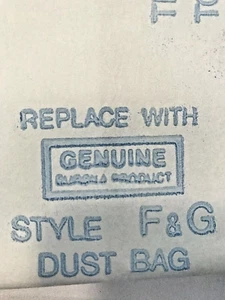 REPLACE WITH
GENUINE
PRODUCT
STYLE F&G
DUST BAG